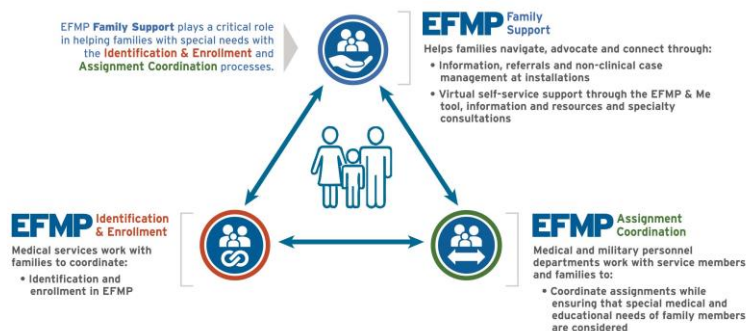 EFMP Family Support plays a critical role
in helping families with special needs with
the Identification & Enrollment and
Assignment Coordination processes.
EFMP Family
Support
Helps families navigate, advocate and connect through:
• Information, referrals and non-clinical case
management at installations
• Virtual self-service support through the EFMP & Me
tool, information and resources and specialty
consultations
EFMP Identification
& Enrollment
Medical services work with
families to coordinate:
• Identification and
enrollment in EFMP
EFMP Assignment
Coordination
Medical and military personnel
departments work with service members
and families to:
• Coordinate assignments while
ensuring that special medical and
educational needs of family members
are considered